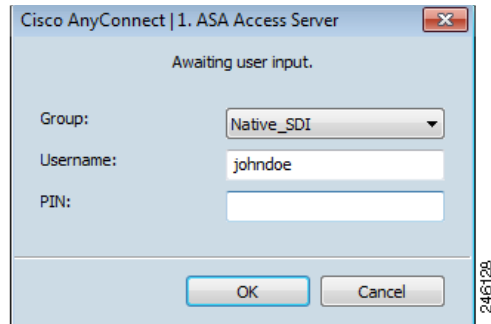 Cisco AnyConnect | 1. ASA Access Server
Awaiting user input.
Group: Native_SDI
Username: johndoe
PIN:
OK Cancel
246128